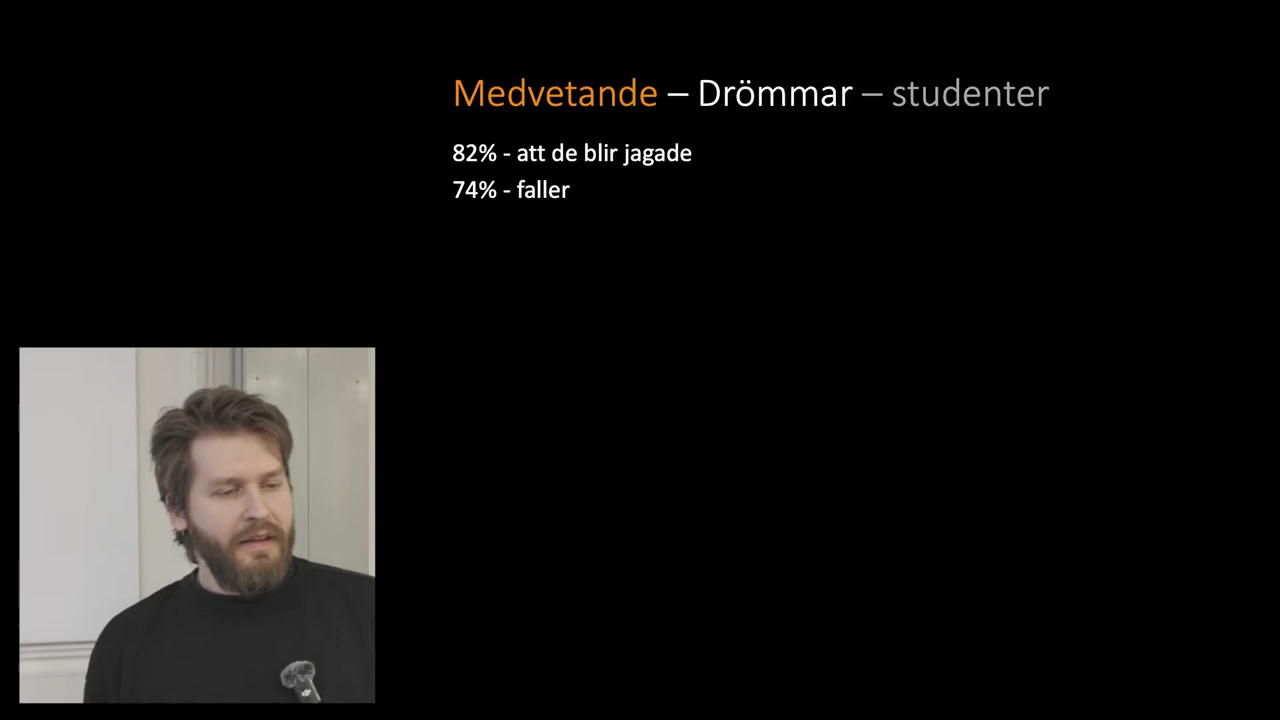 Medvetande – Drömmar – studenter
82% - att de blir jagade
74% - faller